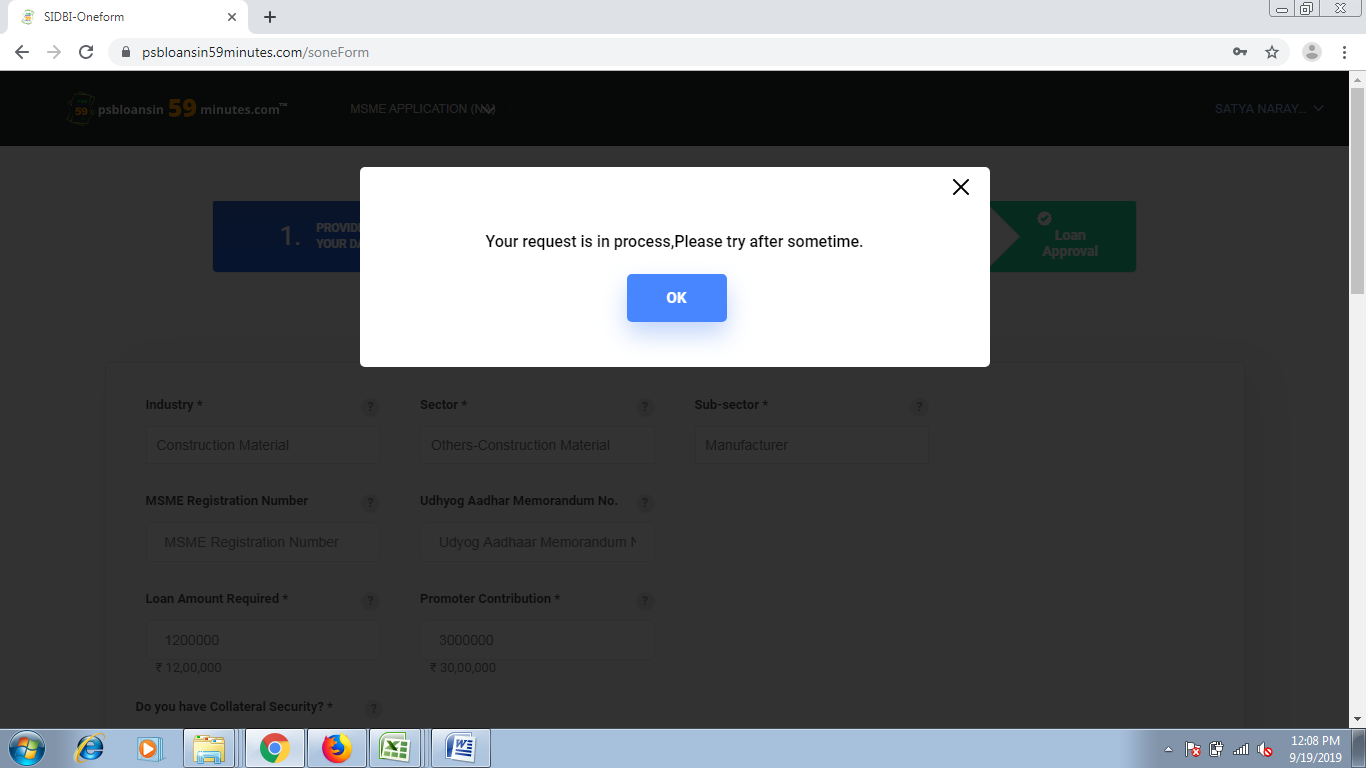 SIDBI-Oneform
psbloansin59minutes.com/soneForm
59 psbloansin 59 minutes.com™
MSME APPLICATION
SATYA NARAY...
Your request is in process,Please try after sometime.
OK
1. PROVIDE
YOUR DA
Loan
Approval
Industry * ?
Sector * ?
Sub-sector * ?
Construction Material
Others-Construction Material
Manufacturer
MSME Registration Number ?
Udhyog Aadhar Memorandum No. ?
MSME Registration Number
Udyog Aadhaar Memorandum N
Loan Amount Required * ?
Promoter Contribution * ?
1200000
3000000
₹ 12,00,000
₹ 30,00,000
Do you have Collateral Security? * ?
12:08 PM
9/19/2019